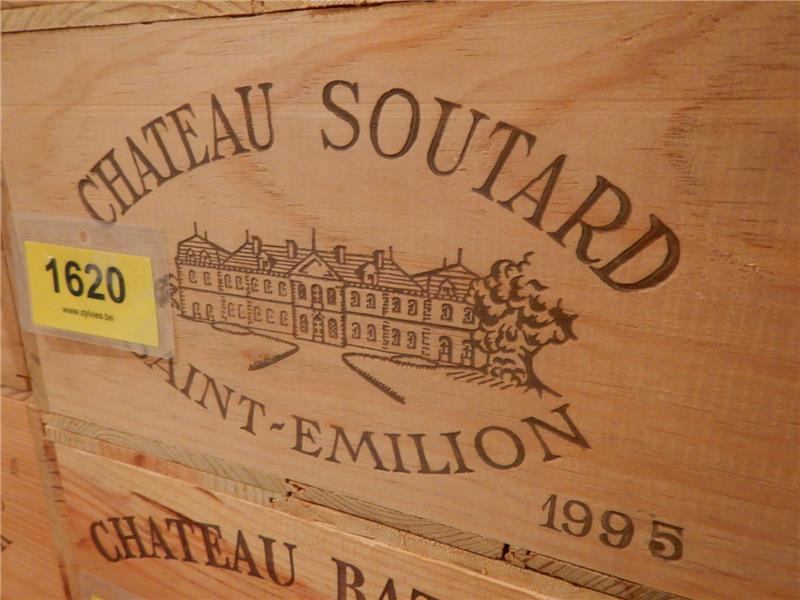 CHATEAU SOUTARD
1620
www.sylvies.be
SAINT-EMILION
1995
CHATEAU